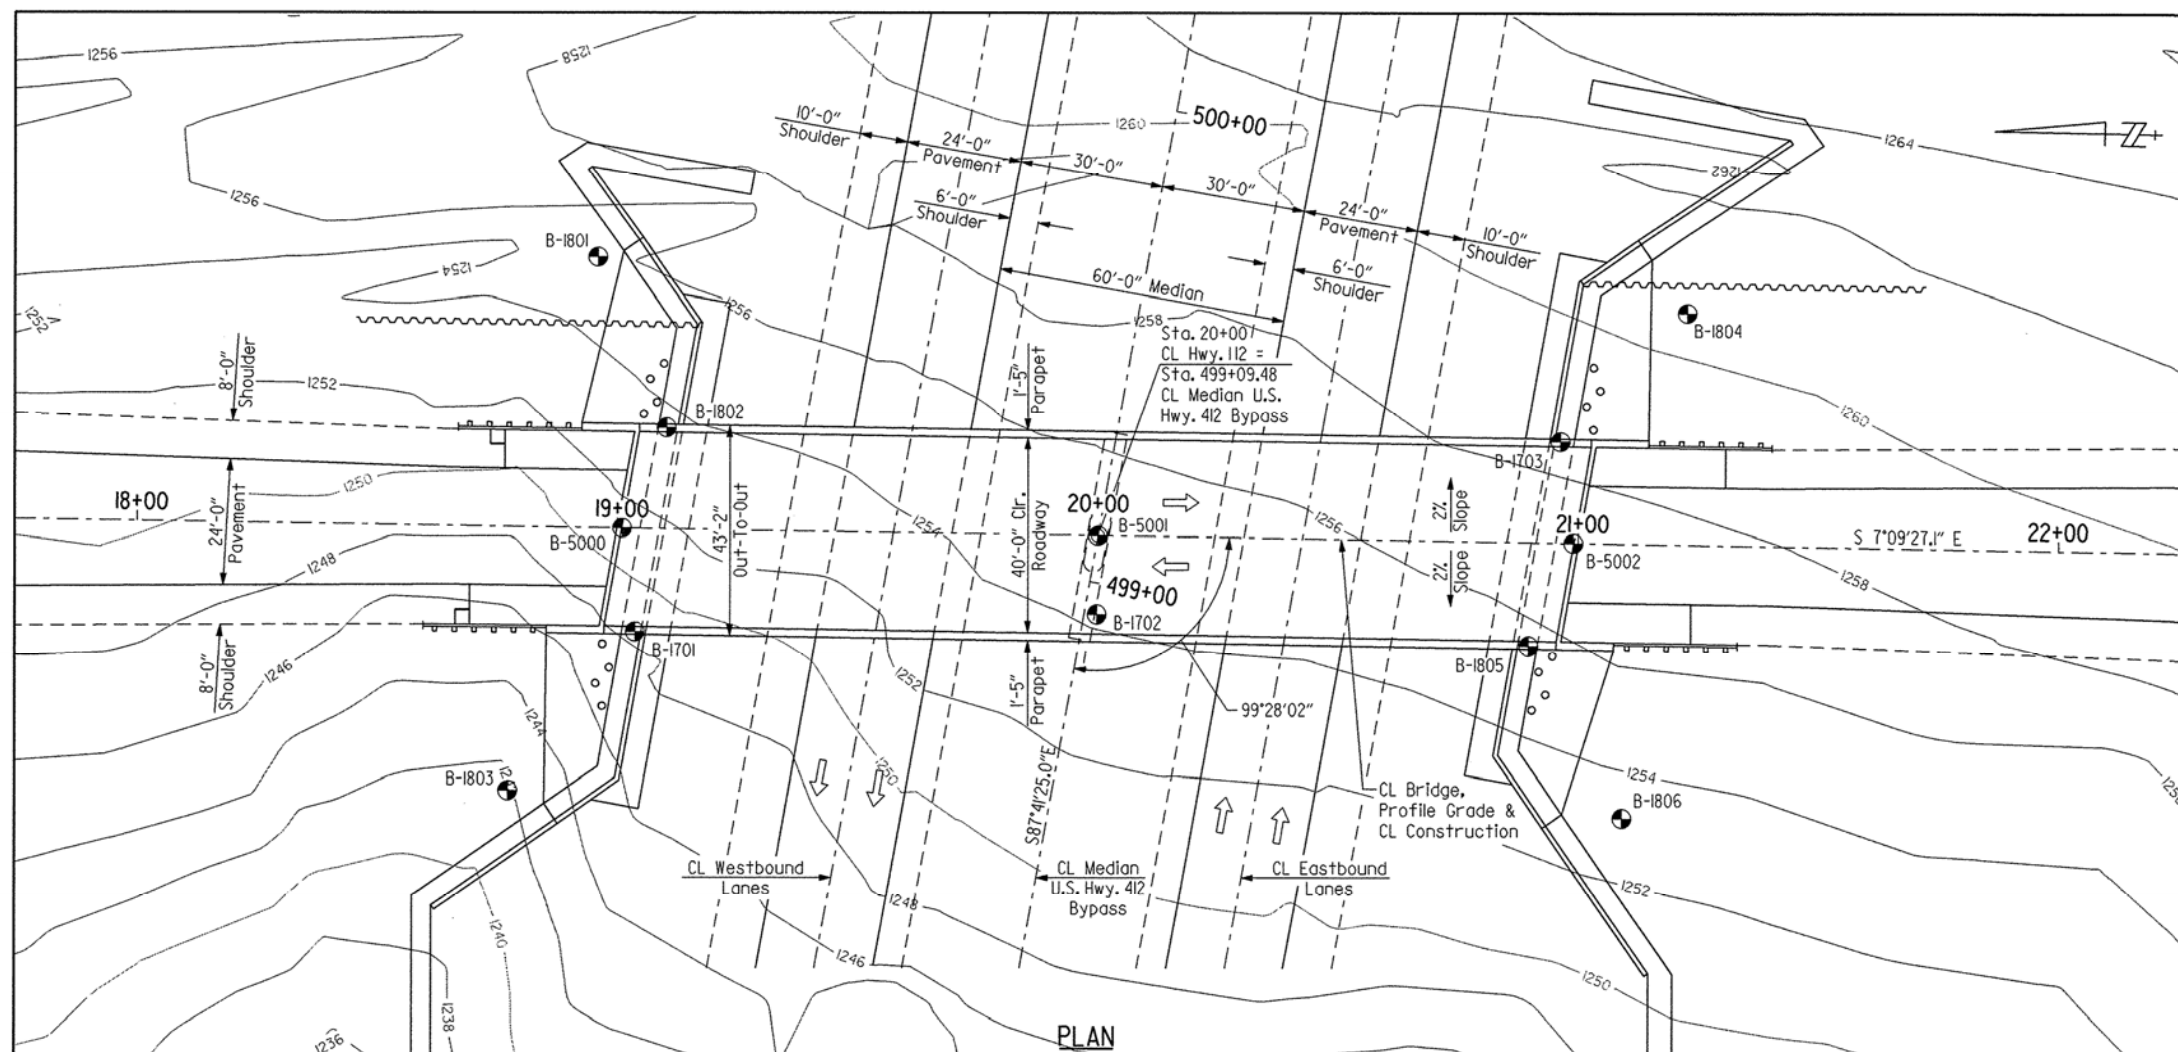 1256
1258
1260
500+00
1264
1262
10'-0"
Shoulder
24'-0"
Pavement
30'-0"
30'-0"
24'-0"
Pavement
10'-0"
Shoulder
6'-0"
Shoulder
6'-0"
Shoulder
60'-0" Median
1256
B-1801
1254
1252
1256
1258
B-1804
Sta. 20+00
CL Hwy. 112 =
Sta. 499+09.48
CL Median U.S.
Hwy. 412 Bypass
8'-0"
Shoulder
1252
1'-5"
Parapet
B-1802
1260
B-1703
1250
18+00
24'-0"
Pavement
19+00
B-5000
43'-2"
Out-To-Out
1254
40'-0" Clr.
Roadway
20+00
B-5001
1256
2% Slope
2% Slope
21+00
B-5002
S 7°09'27.1" E
22+00
1258
1248
499+00
B-1702
1246
8'-0"
Shoulder
B-1701
1252
1'-5"
Parapet
B-1805
99°28'02"
1244
B-1803
1250
S87°41'25.0"E
CL Bridge,
Profile Grade &
CL Construction
1254
B-1806
CL Westbound
Lanes
CL Median
U.S. Hwy. 412
Bypass
CL Eastbound
Lanes
1252
1248
1240
1246
1250
1238
1236
PLAN